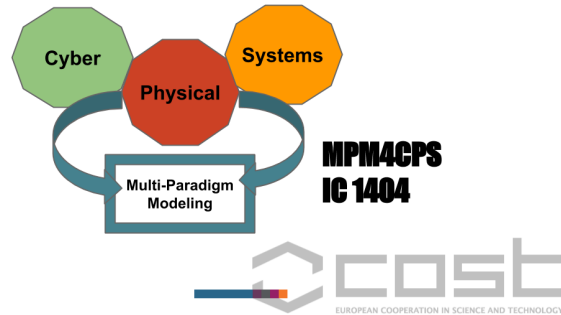 Cyber
Systems
Physical
Multi-Paradigm
Modeling
MPM4CPS
IC 1404
cost
EUROPEAN COOPERATION IN SCIENCE AND TECHNOLOGY